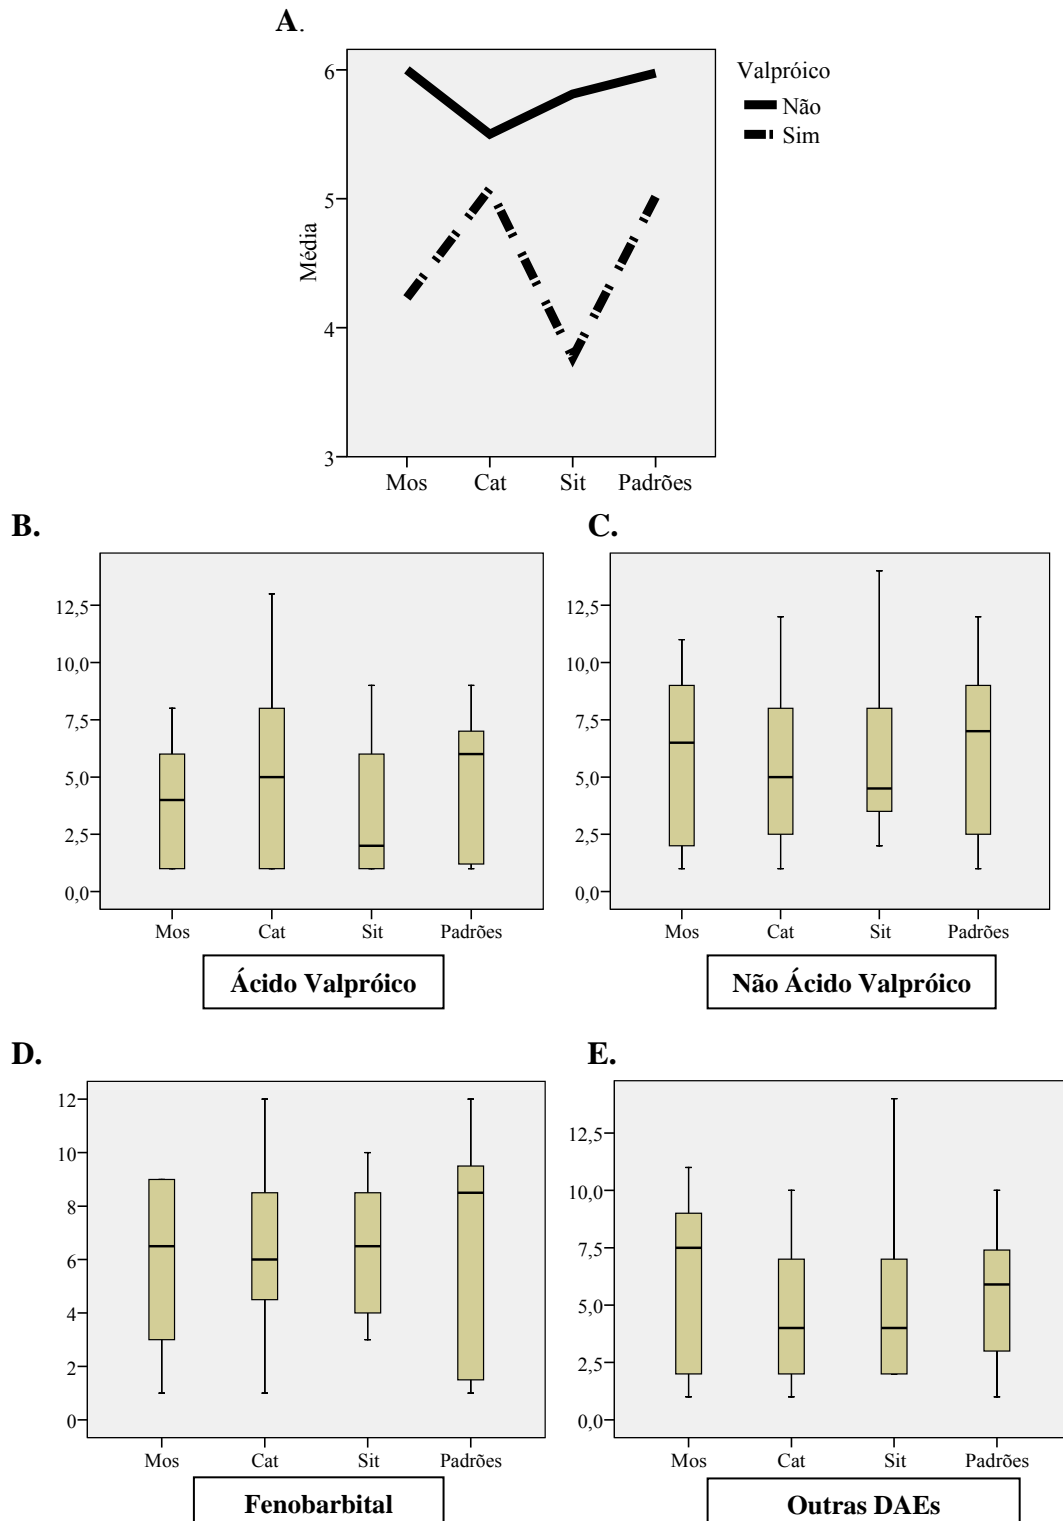 A.
Valpróico
Não
Sim
Média
6
5
4
3
Mos Cat Sit Padrões
B.
12,5
10,0
7,5
5,0
2,5
0,0
Mos Cat Sit Padrões
Ácido Valpróico
C.
12,5
10,0
7,5
5,0
2,5
0,0
Mos Cat Sit Padrões
Não Ácido Valpróico
D.
12
10
8
6
4
2
0
Mos Cat Sit Padrões
Fenobarbital
E.
12,5
10,0
7,5
5,0
2,5
0,0
Mos Cat Sit Padrões
Outras DAEs